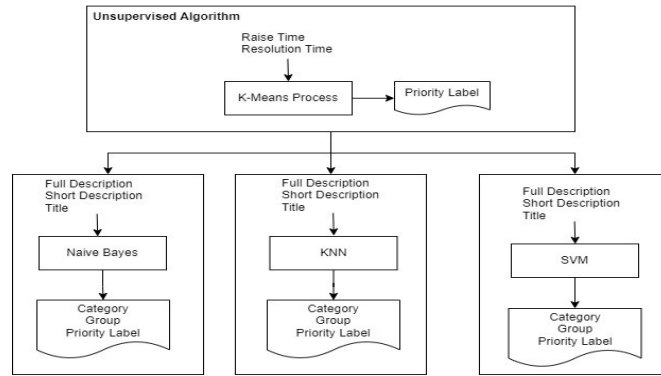 Unsupervised Algorithm
Raise Time
Resolution Time
K-Means Process
Priority Label
Full Description
Short Description
Title
Naive Bayes
Category
Group
Priority Label
Full Description
Short Description
Title
KNN
Category
Group
Priority Label
Full Description
Short Description
Title
SVM
Category
Group
Priority Label